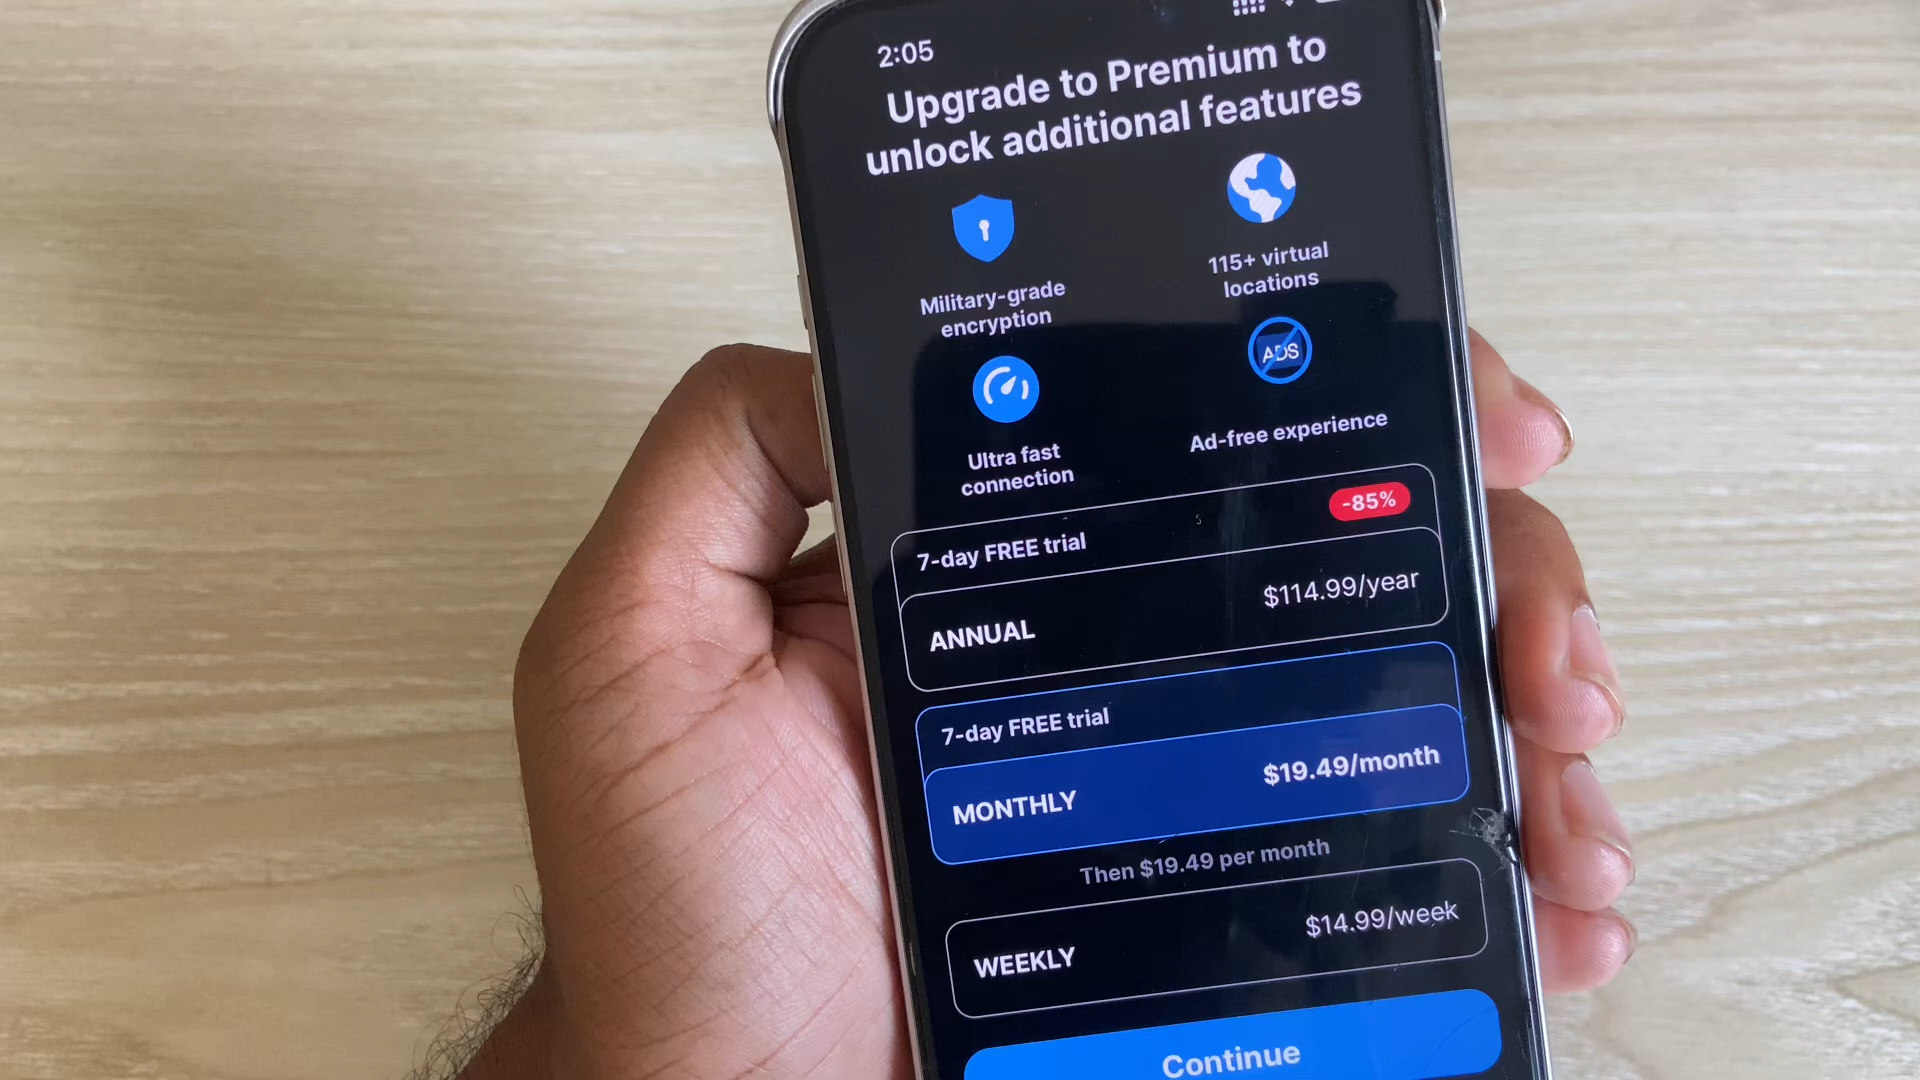 2:05
Upgrade to Premium to
unlock additional features
Military-grade
encryption
115+ virtual
locations
ADS
Ultra fast
connection
Ad-free experience
-85%
7-day FREE trial
ANNUAL
$114.99/year
7-day FREE trial
MONTHLY
$19.49/month
Then $19.49 per month
WEEKLY
$14.99/week
Continue